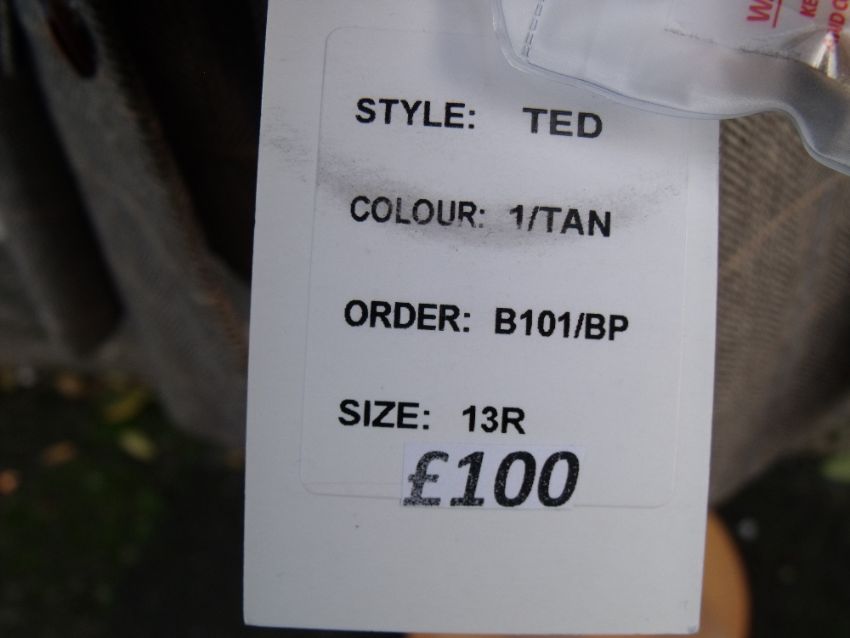 STYLE: TED
COLOUR: 1/TAN
ORDER: B101/BP
SIZE: 13R
£100